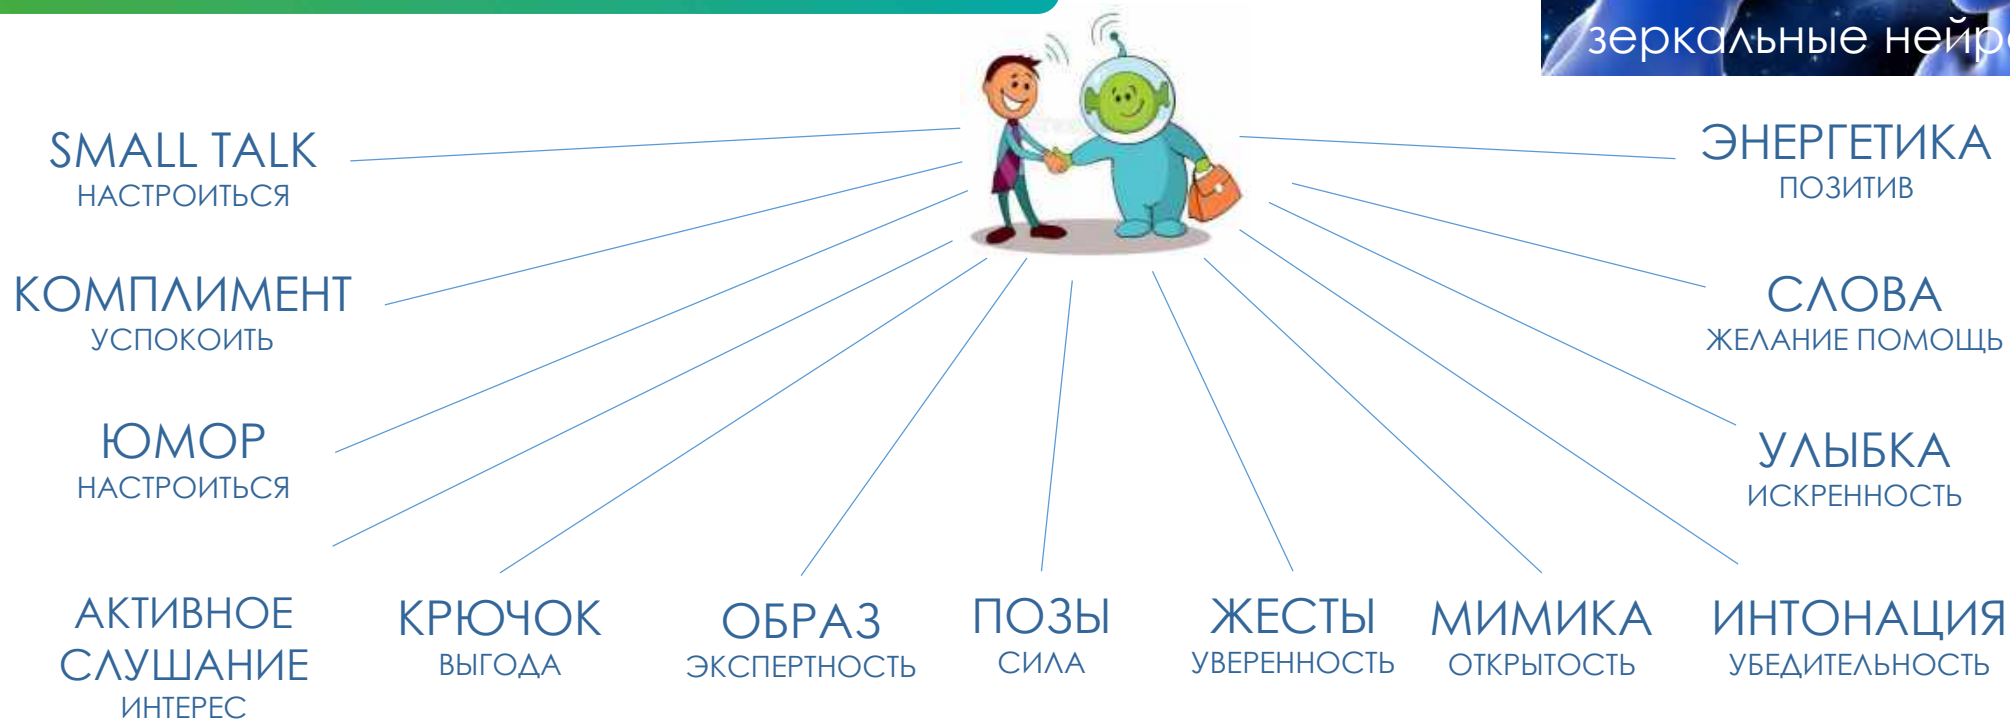 зеркальные
SMALL TALK
НАСТРОИТЬСЯ
ЭНЕРГЕТИКА
ПОЗИТИВ
КОМПЛИМЕНТ
УСПОКОИТЬ
СЛОВА
ЖЕЛАНИЕ ПОМОЩЬ
ЮМОР
НАСТРОИТЬСЯ
УЛЫБКА
ИСКРЕННОСТЬ
АКТИВНОЕ
СЛУШАНИЕ
ИНТЕРЕС
КРЮЧОК
ВЫГОДА
ОБРАЗ
ЭКСПЕРТНОСТЬ
ПОЗЫ
СИЛА
ЖЕСТЫ
УВЕРЕННОСТЬ
МИМИКА
ОТКРЫТОСТЬ
ИНТОНАЦИЯ
УБЕДИТЕЛЬНОСТЬ